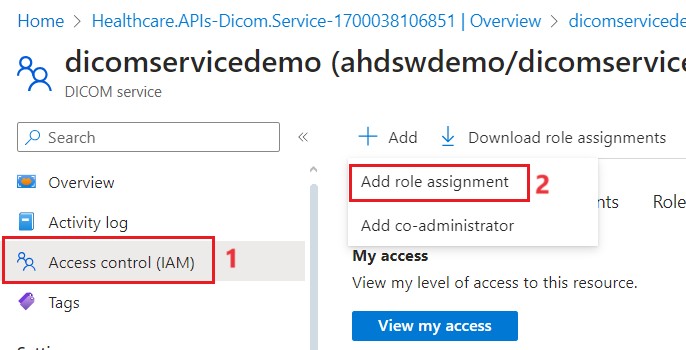 Home > Healthcare.APIs-Dicom.Service-1700038106851 | Overview > dicomservicede
dicomservicedemo (ahdswdemo/dicomservice
DICOM service
Search
+ Add Download role assignments
Overview
Add role assignment 2
nts Role
Activity log
Add co-administrator
Access control (IAM) 1
My access
View my level of access to this resource.
Tags
View my access